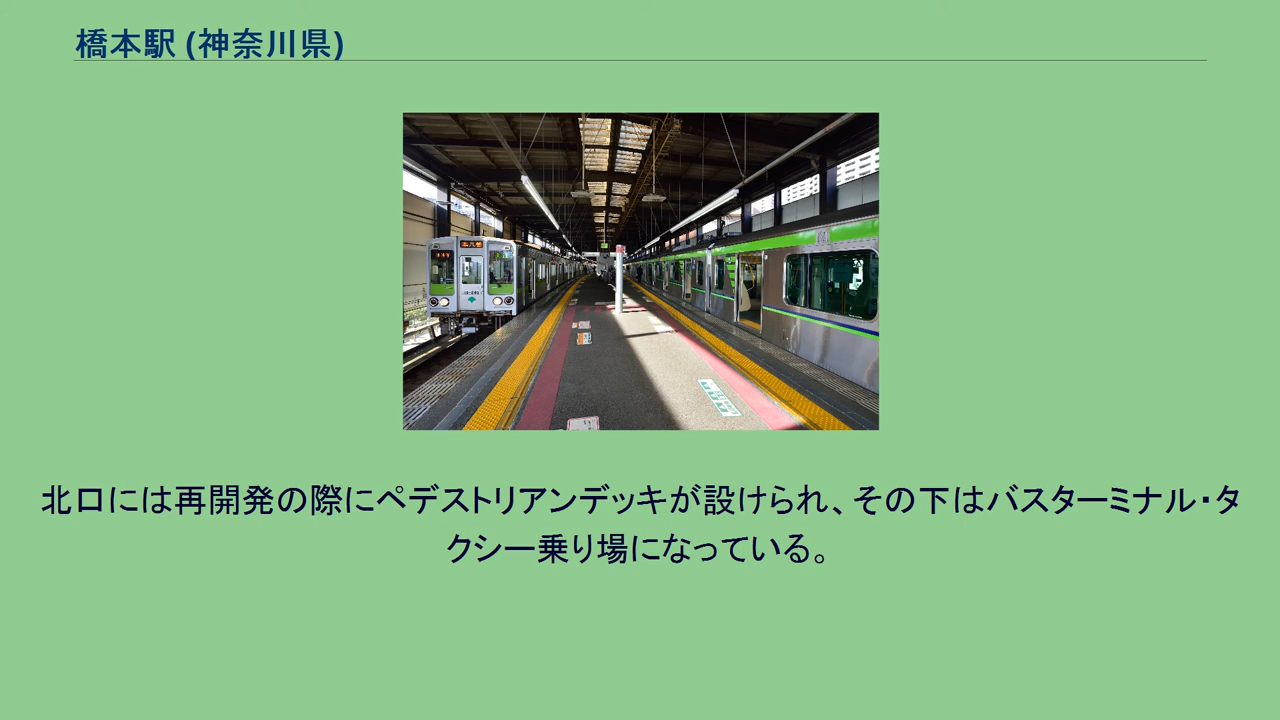 橋本駅 (神奈川県)
北口には再開発の際にペデストリアンデッキが設けられ、その下はバスターミナル・タ
クシー乗り場になっている。